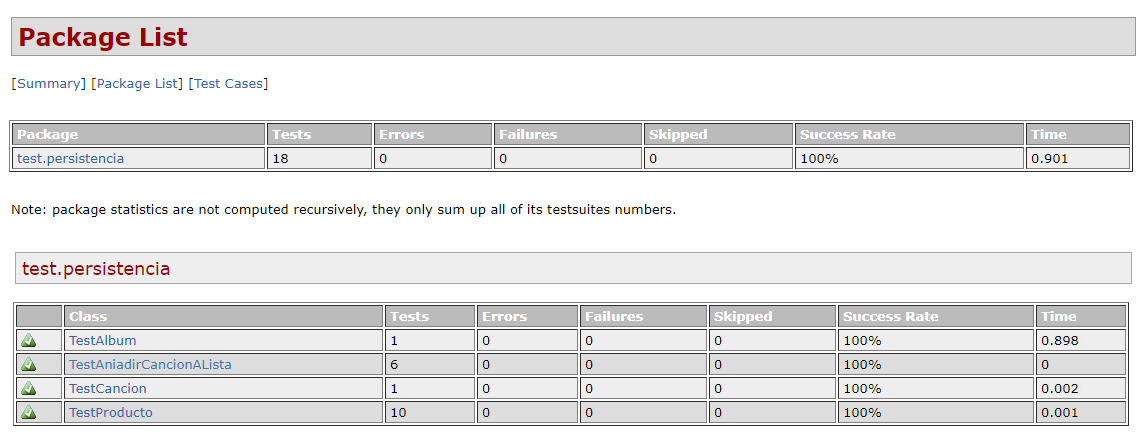 Package List
[Summary] [Package List] [Test Cases]
Package Tests Errors Failures Skipped Success Rate Time
test.persistencia 18 0 0 0 100% 0.901
Note: package statistics are not computed recursively, they only sum up all of its testsuites numbers.
test.persistencia
Class Tests Errors Failures Skipped Success Rate Time
TestAlbum 1 0 0 0 100% 0.898
TestAniadirCancionALista 6 0 0 0 100% 0
TestCancion 1 0 0 0 100% 0.002
TestProducto 10 0 0 0 100% 0.001